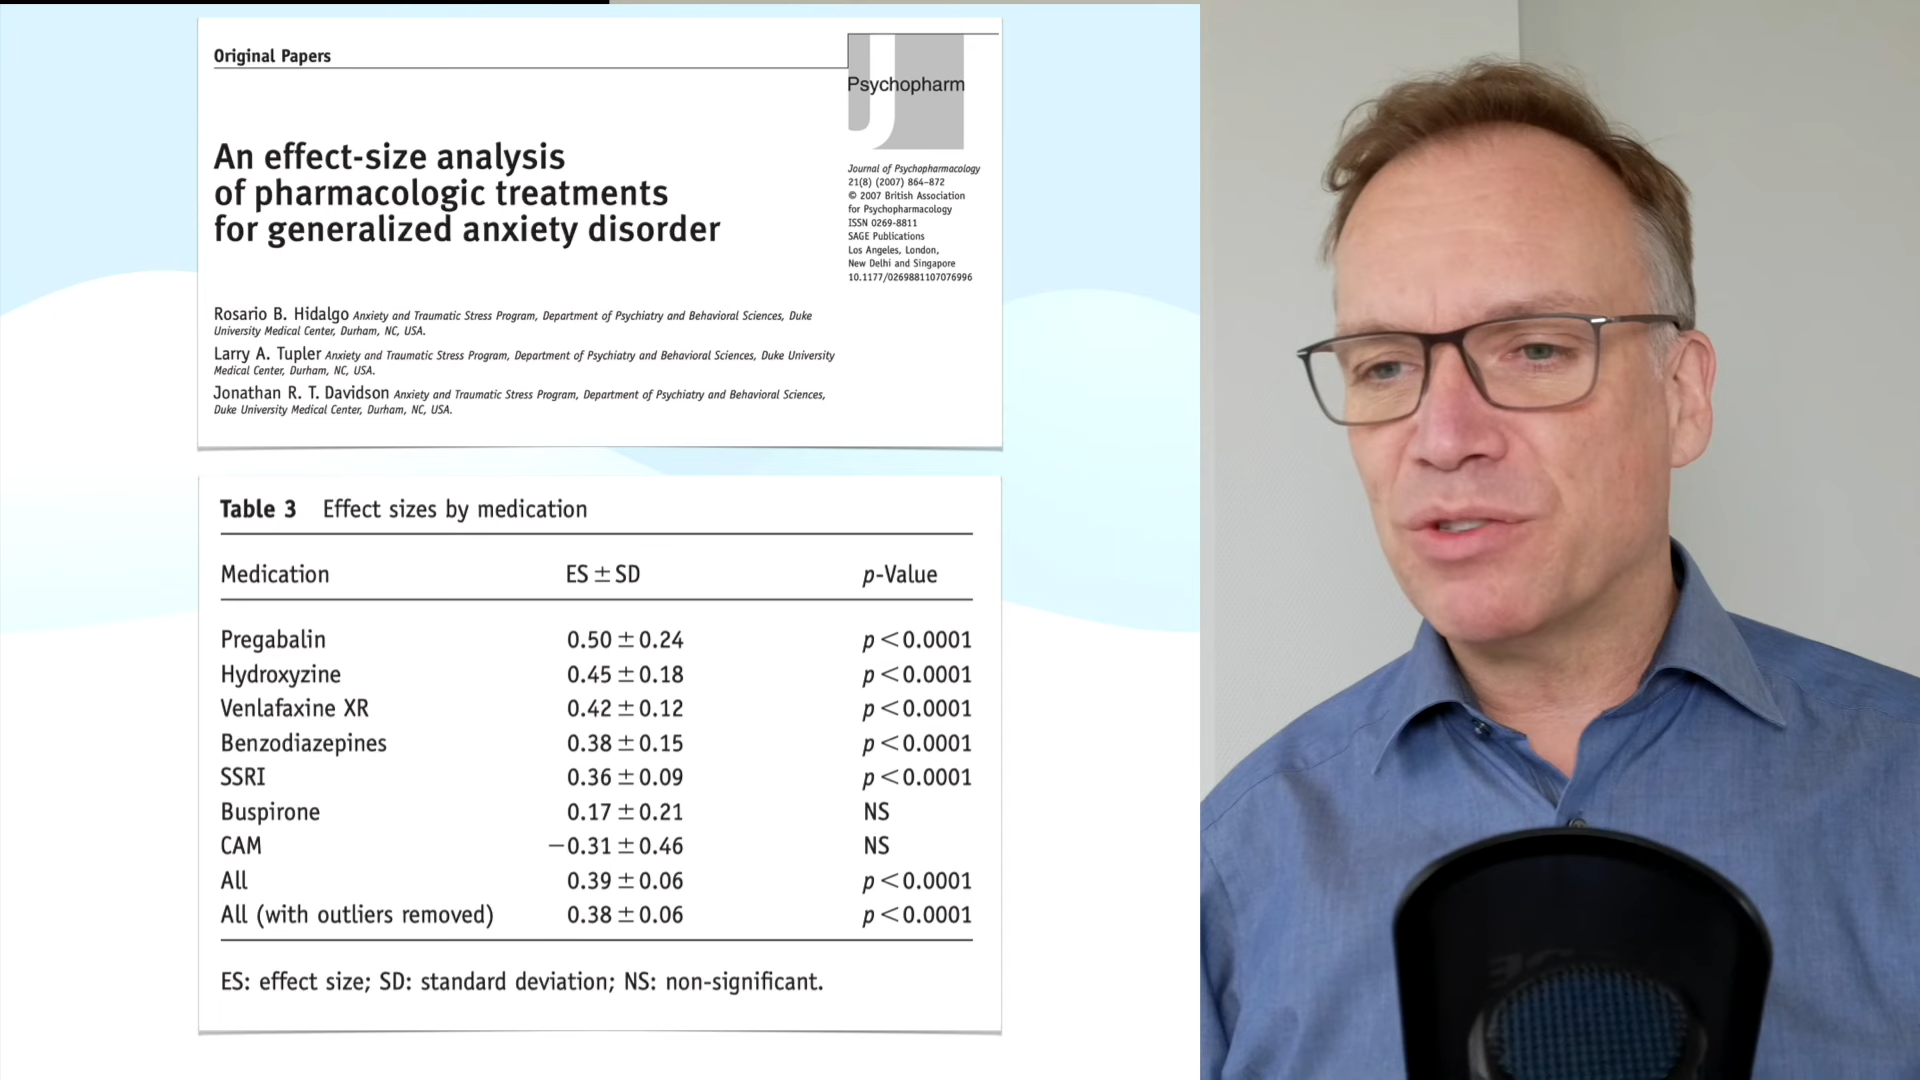 Original Papers
Psychopharm
An effect-size analysis
of pharmacologic treatments
for generalized anxiety disorder
Journal of Psychopharmacology
21(8) (2007) 864–872
© 2007 British Association
for Psychopharmacology
ISSN 0269-8811
SAGE Publications
Los Angeles, London,
New Delhi and Singapore
10.1177/0269881107076996
Rosario B. Hidalgo Anxiety and Traumatic Stress Program, Department of Psychiatry and Behavioral Sciences, Duke
University Medical Center, Durham, NC, USA.
Larry A. Tupler Anxiety and Traumatic Stress Program, Department of Psychiatry and Behavioral Sciences, Duke University
Medical Center, Durham, NC, USA.
Jonathan R. T. Davidson Anxiety and Traumatic Stress Program, Department of Psychiatry and Behavioral Sciences,
Duke University Medical Center, Durham, NC, USA.
Table 3 Effect sizes by medication
Medication ES ± SD p-Value
Pregabalin 0.50 ± 0.24 p < 0.0001
Hydroxyzine 0.45 ± 0.18 p < 0.0001
Venlafaxine XR 0.42 ± 0.12 p < 0.0001
Benzodiazepines 0.38 ± 0.15 p < 0.0001
SSRI 0.36 ± 0.09 p < 0.0001
Buspirone 0.17 ± 0.21 NS
CAM −0.31 ± 0.46 NS
All 0.39 ± 0.06 p < 0.0001
All (with outliers removed) 0.38 ± 0.06 p < 0.0001
ES: effect size; SD: standard deviation; NS: non-significant.